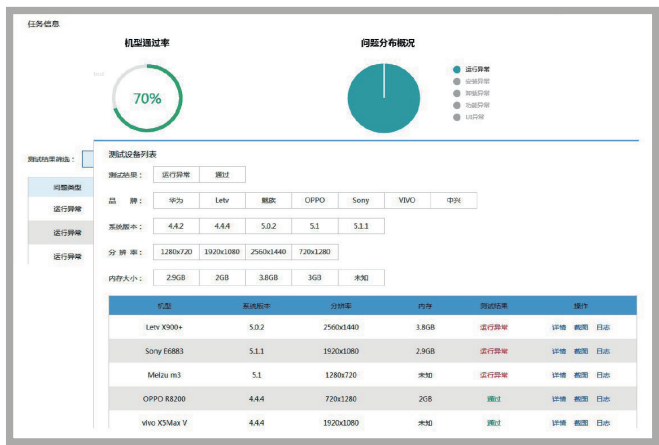 任务信息
机型通过率 问题分布概况
70%
运行异常
安装异常
卸载异常
功能异常
UI异常
测试结果筛选：
问题类型
运行异常
运行异常
运行异常
测试设备列表
测试结果： 运行异常 通过
品 牌： 华为 Letv 魅族 OPPO Sony VIVO 中兴
系统版本： 4.4.2 4.4.4 5.0.2 5.1 5.1.1
分 辨 率： 1280x720 1920x1080 2560x1440 720x1280
内存大小： 2.9GB 2GB 3.8GB 3GB 未知
机型 系统版本 分辨率 内存 测试结果 操作
Letv X900+ 5.0.2 2560x1440 3.8GB 运行异常 详情 截图 日志
Sony E6883 5.1.1 1920x1080 2.9GB 运行异常 详情 截图 日志
Meizu m3 5.1 1280x720 未知 运行异常 详情 截图 日志
OPPO R8200 4.4.4 720x1280 2GB 通过 详情 截图 日志
vivo X5Max V 4.4.4 1920x1080 未知 通过 详情 截图 日志